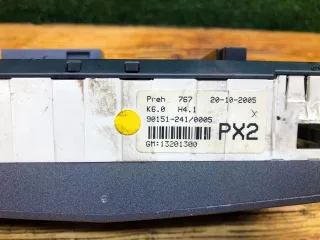 Preh 767 20-10-2005
K6.0 H4.1 X
90151-241/0005
PX2
GM:13201300